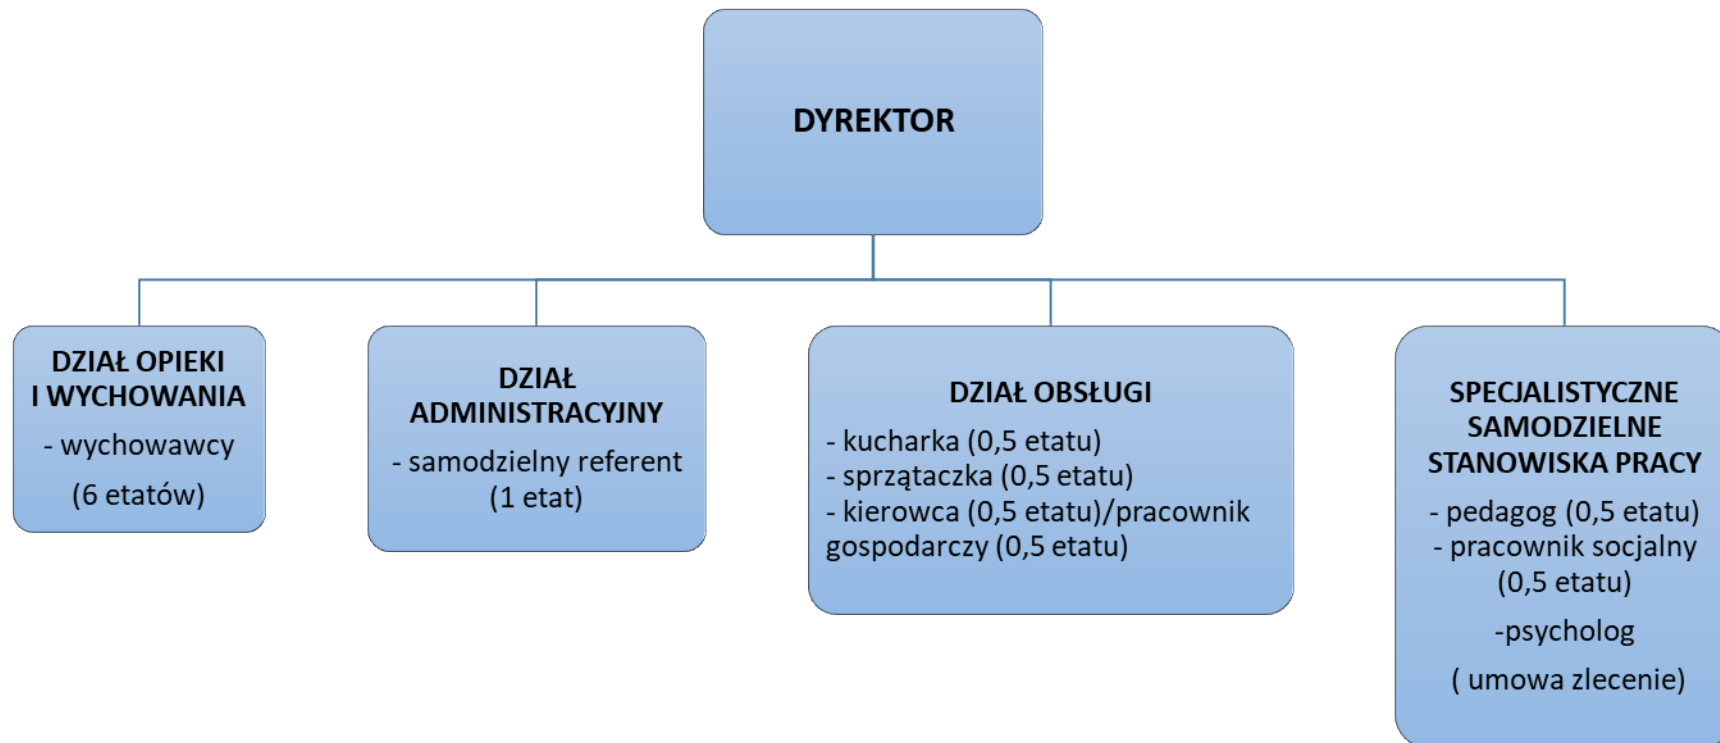 DYREKTOR
DZIAŁ OPIEKI
I WYCHOWANIA
- wychowawcy
(6 etatów)
DZIAŁ
ADMINISTRACYJNY
- samodzielny referent
(1 etat)
DZIAŁ OBSŁUGI
- kucharka (0,5 etatu)
- sprzątaczka (0,5 etatu)
- kierowca (0,5 etatu)/pracownik
gospodarczy (0,5 etatu)
SPECJALISTYCZNE
SAMODZIELNE
STANOWISKA PRACY
- pedagog (0,5 etatu)
- pracownik socjalny
(0,5 etatu)
-psycholog
( umowa zlecenie)